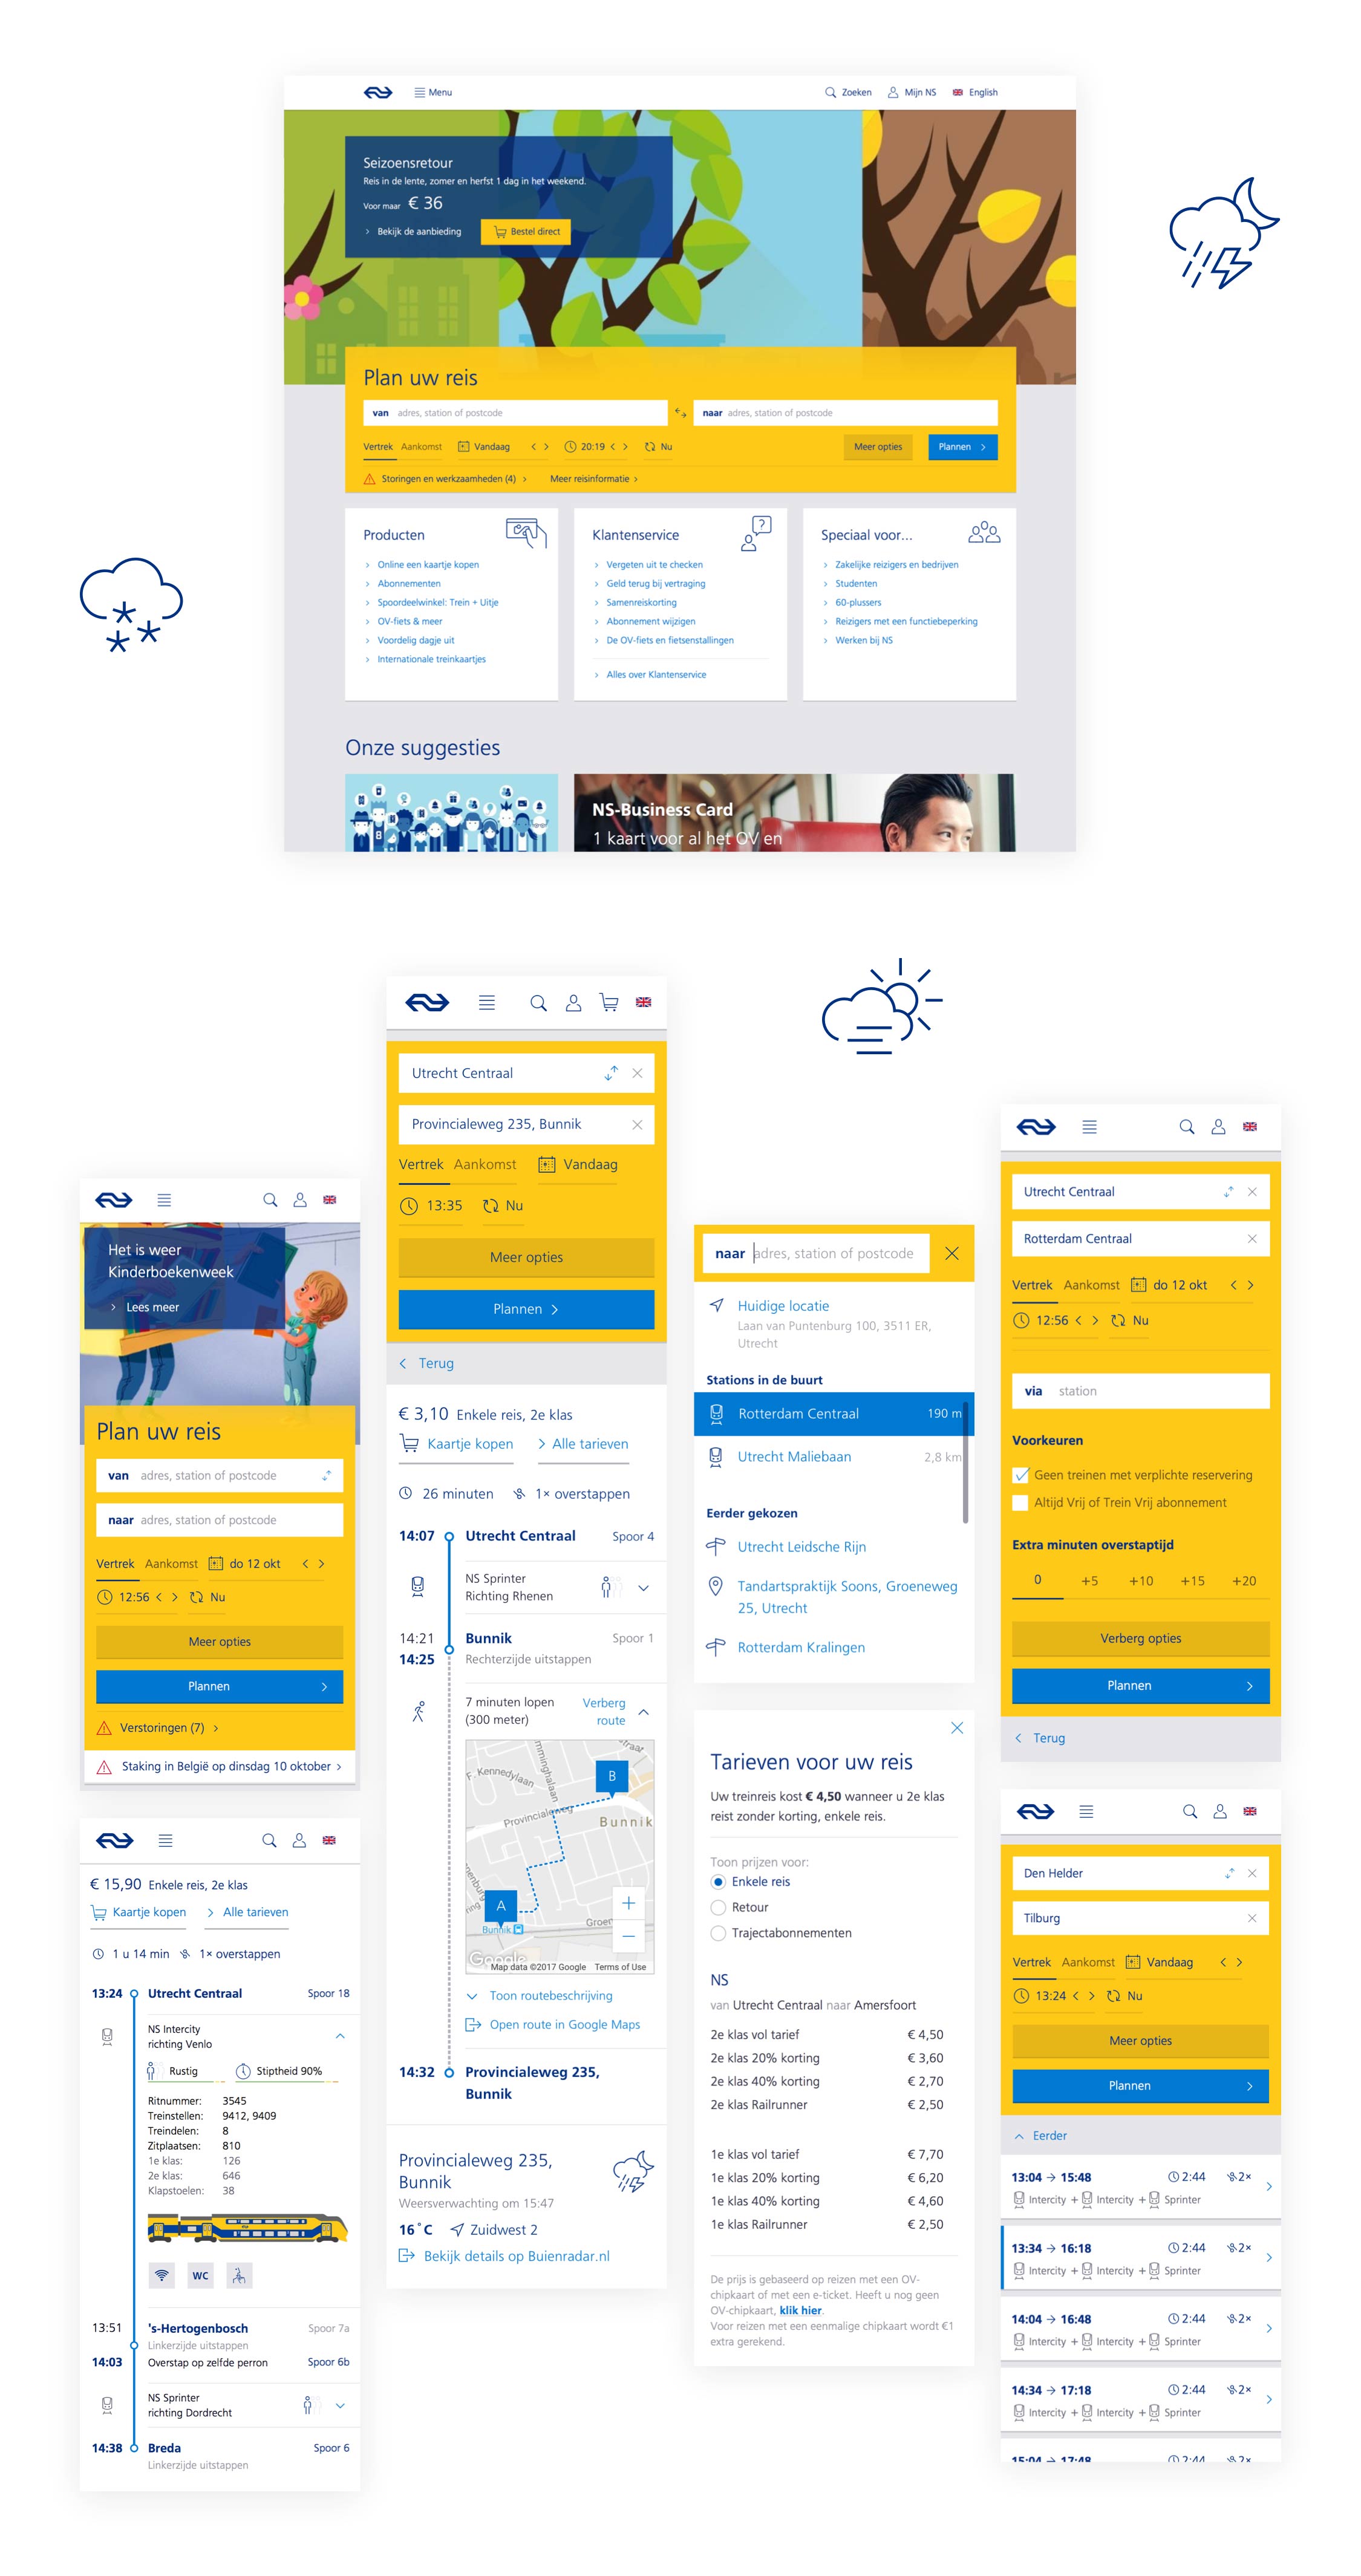 Menu
Zoeken
Mijn NS
English
Seizoensretour
Reis in de lente, zomer en herfst 1 dag in het weekend.
Voor maar € 36
Bekijk de aanbieding
Bestel direct
Plan uw reis
van adres, station of postcode
naar adres, station of postcode
Vertrek Aankomst Vandaag 20:19 Nu
Meer opties
Plannen
Storingen en werkzaamheden (4)
Meer reisinformatie
Producten
Online een kaartje kopen
Abonnementen
Spoordeelwinkel: Trein + Uitje
OV-fiets & meer
Voordelig dagje uit
Internationale treinkaartjes
Klantenservice
Vergeten uit te checken
Geld terug bij vertraging
Samenreiskorting
Abonnement wijzigen
De OV-fiets en fietsenstallingen
Alles over Klantenservice
Speciaal voor...
Zakelijke reizigers en bedrijven
Studenten
60-plussers
Reizigers met een functiebeperking
Werken bij NS
Onze suggesties
NS-Business Card
1 kaart voor al het OV en
Het is weer
Kinderboekenweek
Lees meer
Plan uw reis
van adres, station of postcode
naar adres, station of postcode
Vertrek Aankomst do 12 okt
12:56 Nu
Meer opties
Plannen
Verstoringen (7)
Staking in België op dinsdag 10 oktober
€ 15,90 Enkele reis, 2e klas
Kaartje kopen
Alle tarieven
1 u 14 min 1× overstappen
13:24 Utrecht Centraal Spoor 18
NS Intercity
richting Venlo
Rustig
Stiptheid 90%
Ritnummer: 3545
Treinstellen: 9412, 9409
Treindelen: 8
Zitplaatsen: 810
1e klas: 126
2e klas: 646
Klapstoelen: 38
WC
13:51 's-Hertogenbosch Spoor 7a
Linkerzijde uitstappen
14:03 Overstap op zelfde perron Spoor 6b
NS Sprinter
richting Dordrecht
14:38 Breda Spoor 6
Linkerzijde uitstappen
Utrecht Centraal
Provincialeweg 235, Bunnik
Vertrek Aankomst Vandaag
13:35 Nu
Meer opties
Plannen
Terug
€ 3,10 Enkele reis, 2e klas
Kaartje kopen
Alle tarieven
26 minuten 1× overstappen
14:07 Utrecht Centraal Spoor 4
NS Sprinter
Richting Rhenen
14:21 Bunnik Spoor 1
14:25 Rechterzijde uitstappen
7 minuten lopen
(300 meter)
Verberg
route
F. Kennedylaan
B
Provincialeweg
Bunnik
A
Bunnik
Groen
+
−
Google
Map data ©2017 Google Terms of Use
Toon routebeschrijving
Open route in Google Maps
14:32 Provincialeweg 235,
Bunnik
Provincialeweg 235,
Bunnik
Weersverwachting om 15:47
16°C Zuidwest 2
Bekijk details op Buienradar.nl
naar adres, station of postcode
Huidige locatie
Laan van Puntenburg 100, 3511 ER,
Utrecht
Stations in de buurt
Rotterdam Centraal 190 m
Utrecht Maliebaan 2,8 km
Eerder gekozen
Utrecht Leidsche Rijn
Tandartspraktijk Soons, Groeneweg
25, Utrecht
Rotterdam Kralingen
Tarieven voor uw reis
Uw treinreis kost € 4,50 wanneer u 2e klas
reist zonder korting, enkele reis.
Toon prijzen voor:
Enkele reis
Retour
Trajectabonnementen
NS
van Utrecht Centraal naar Amersfoort
2e klas vol tarief € 4,50
2e klas 20% korting € 3,60
2e klas 40% korting € 2,70
2e klas Railrunner € 2,50
1e klas vol tarief € 7,70
1e klas 20% korting € 6,20
1e klas 40% korting € 4,60
1e klas Railrunner € 2,50
De prijs is gebaseerd op reizen met een OV-
chipkaart of met een e-ticket. Heeft u nog geen
OV-chipkaart, klik hier.
Voor reizen met een eenmalige chipkaart wordt €1
extra gerekend.
Utrecht Centraal
Rotterdam Centraal
Vertrek Aankomst do 12 okt
12:56 Nu
via station
Voorkeuren
Geen treinen met verplichte reservering
Altijd Vrij of Trein Vrij abonnement
Extra minuten overstaptijd
0 +5 +10 +15 +20
Verberg opties
Plannen
Terug
Den Helder
Tilburg
Vertrek Aankomst Vandaag
13:24 Nu
Meer opties
Plannen
Eerder
13:04 → 15:48 2:44 2×
Intercity + Intercity + Sprinter
13:34 → 16:18 2:44 2×
Intercity + Intercity + Sprinter
14:04 → 16:48 2:44 2×
Intercity + Intercity + Sprinter
14:34 → 17:18 2:44 2×
Intercity + Intercity + Sprinter
15:04 → 17:48 2:44 2×